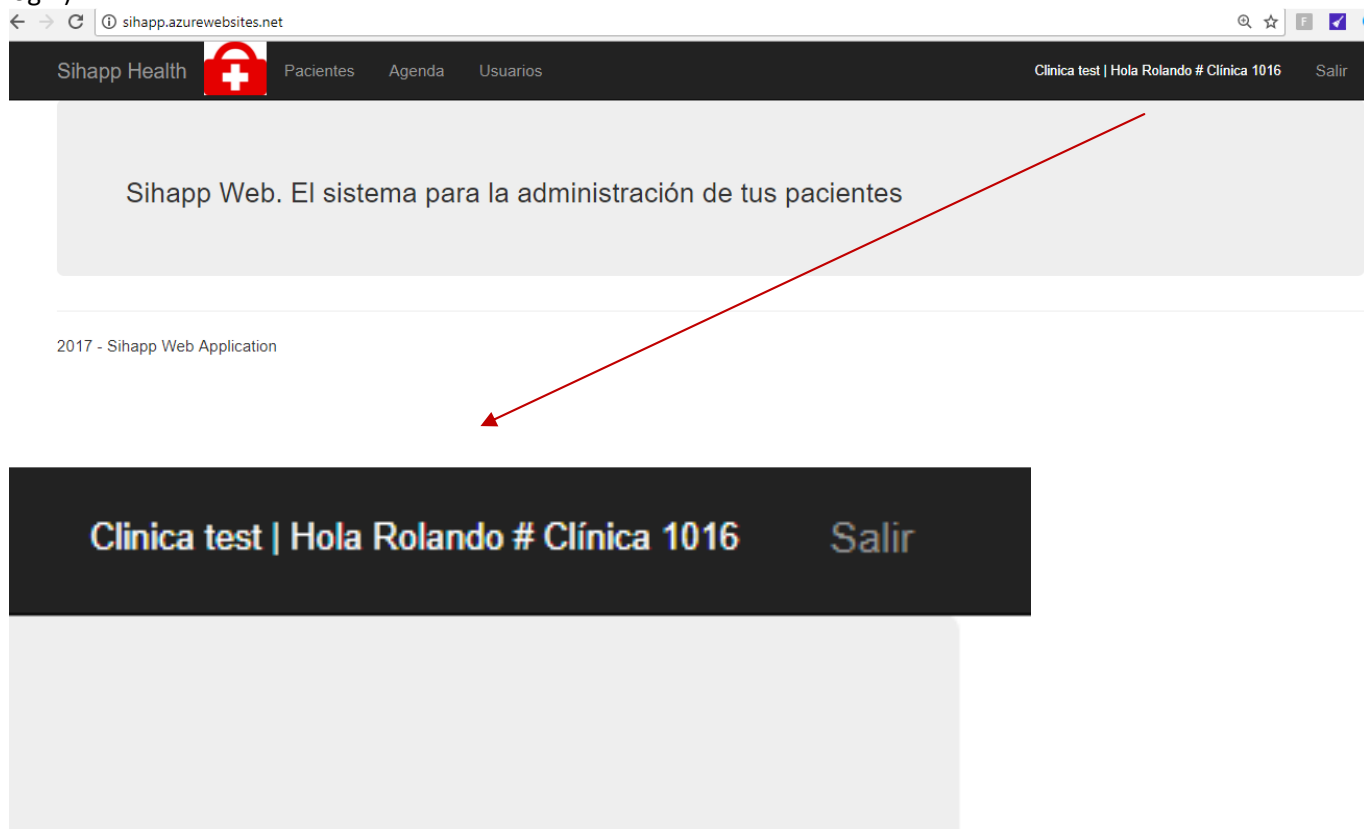 sihapp.azurewebsites.net
Sihapp Health Pacientes Agenda Usuarios Clinica test | Hola Rolando # Clínica 1016 Salir
Sihapp Web. El sistema para la administración de tus pacientes
2017 - Sihapp Web Application
Clinica test | Hola Rolando # Clínica 1016 Salir